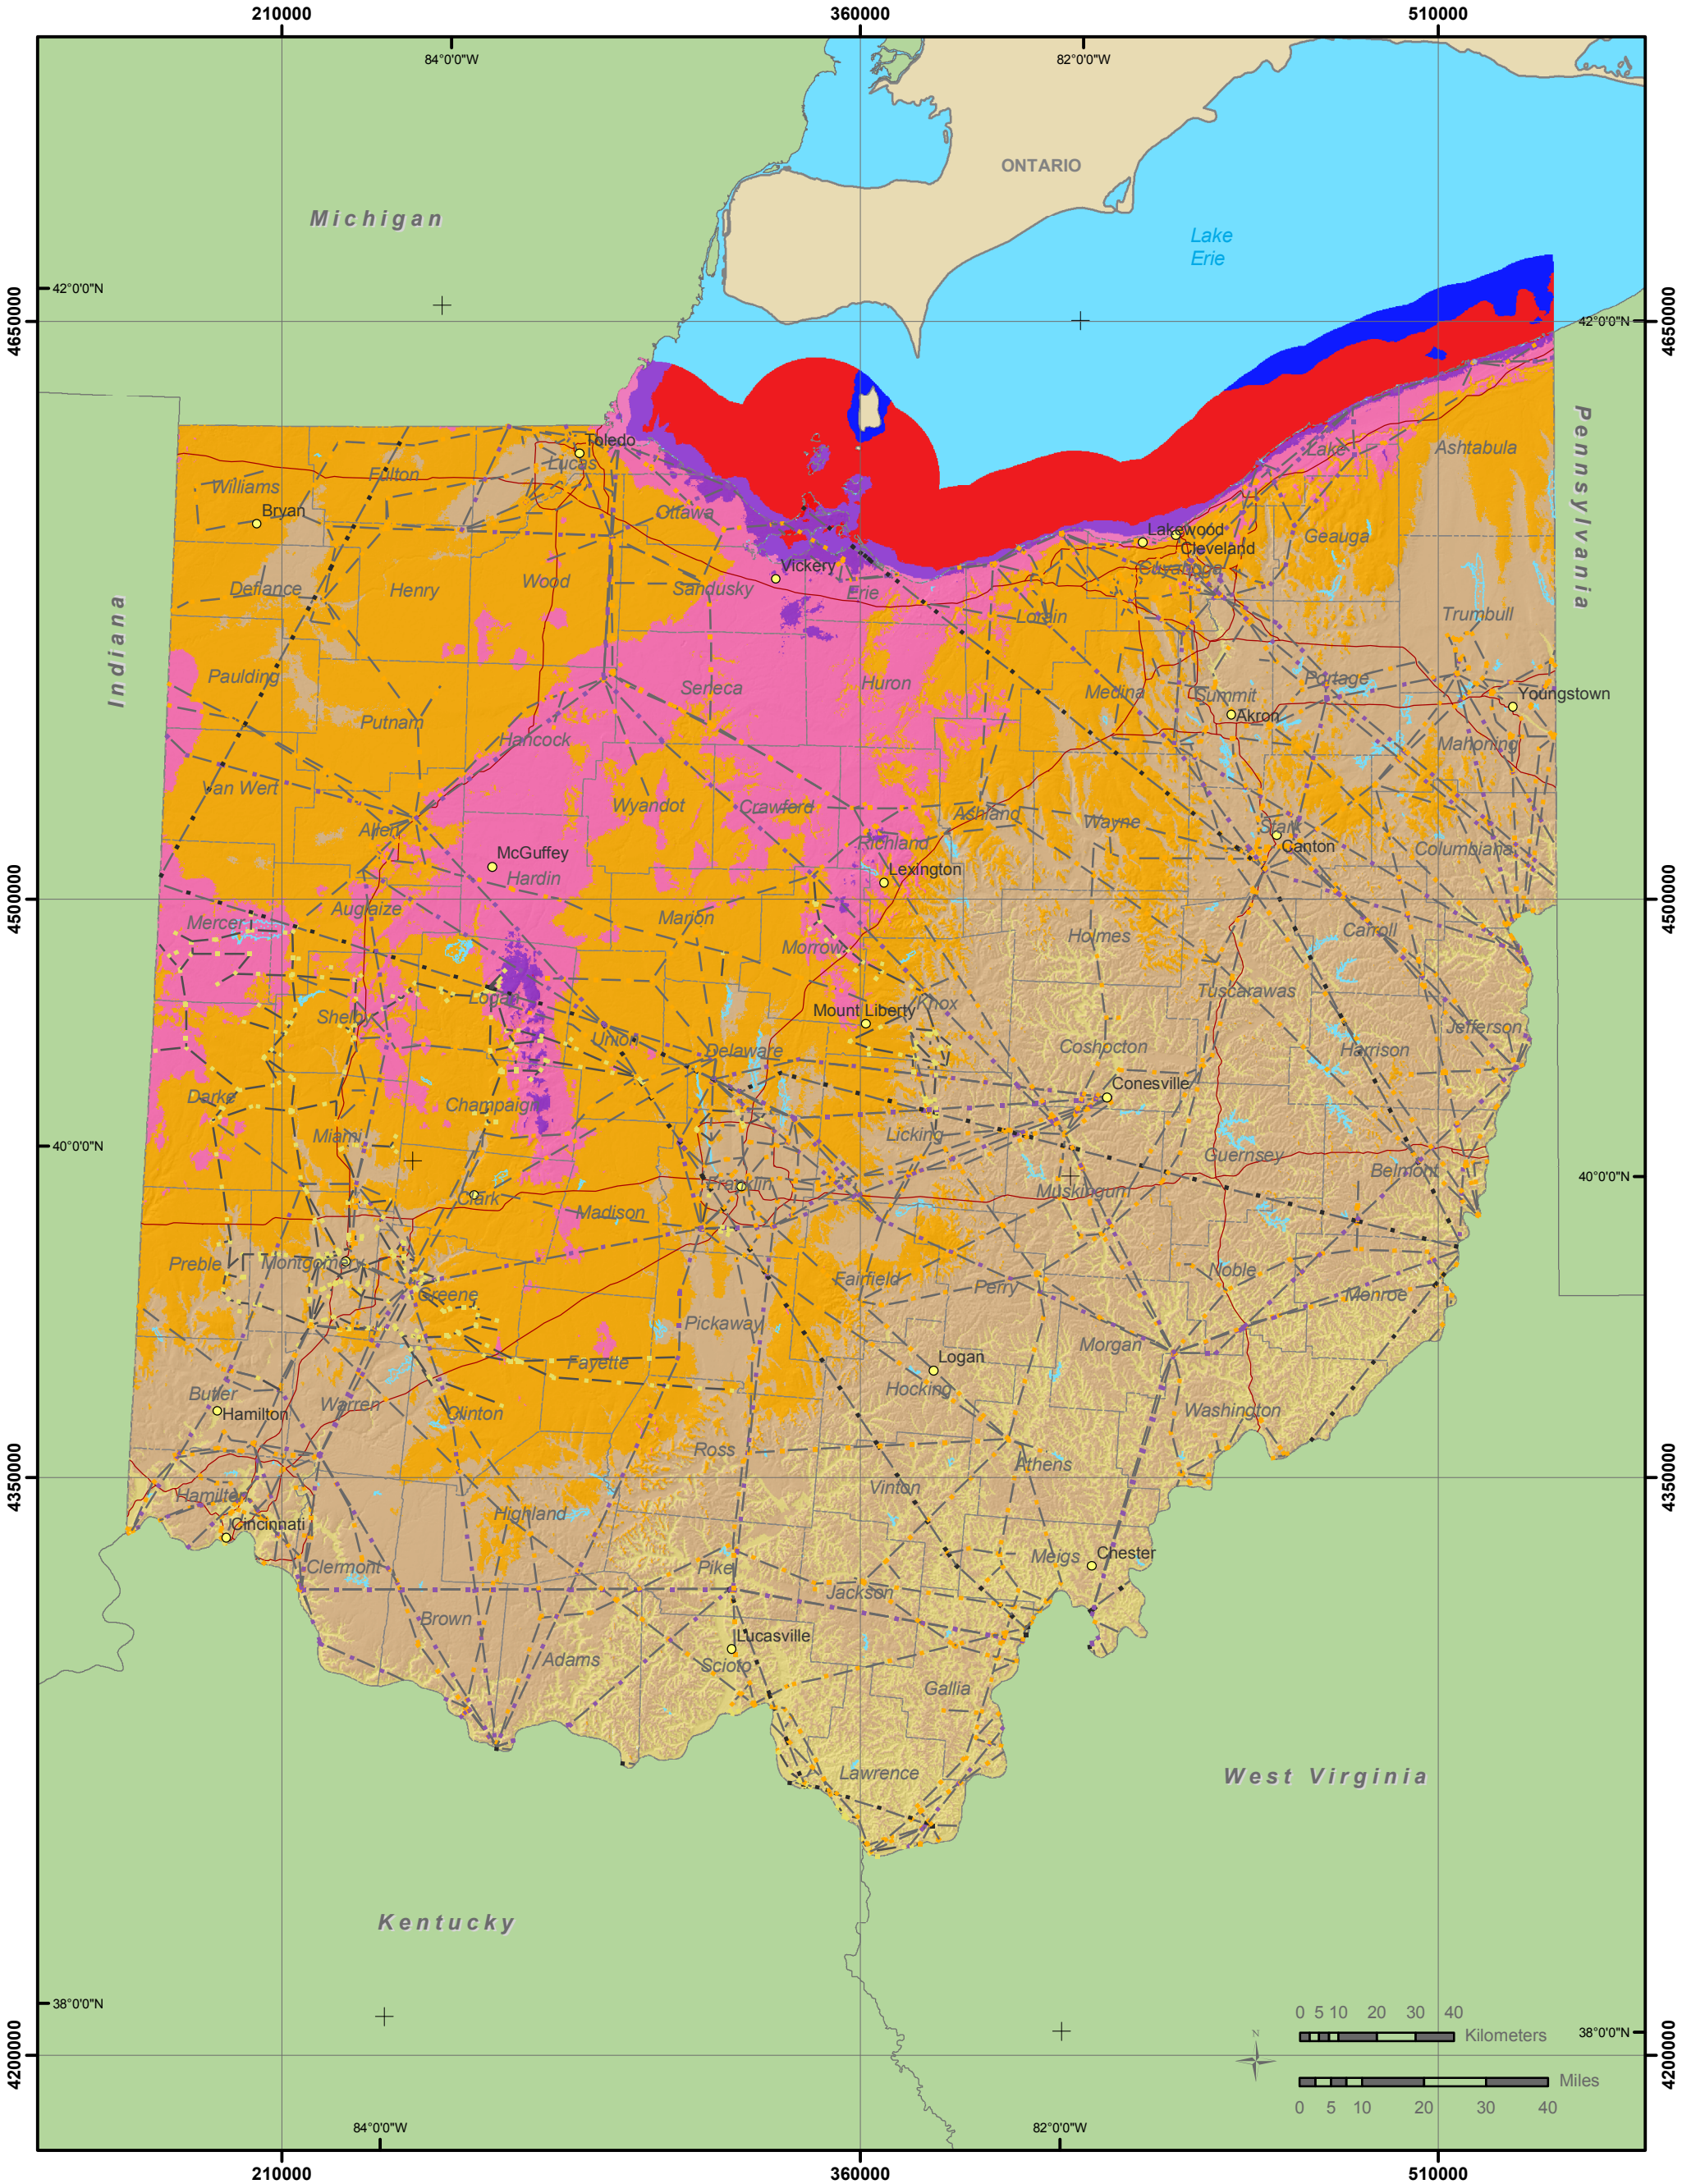 210000 360000 510000
84°0'0"W 82°0'0"W
ONTARIO
Michigan
Lake
Erie
42°0'0"N
4650000
42°0'0"N
4650000
Pennsylvania
Indiana
Toledo
Lucas
Fulton
Williams
Bryan
Ottawa
Lake
Ashtabula
Lakewood
Cleveland
Cuyahoga
Geauga
Defiance
Henry
Wood
Sandusky
Vickery
Erie
Lorain
Trumbull
Paulding
Putnam
Seneca
Huron
Medina
Summit
Portage
Akron
Youngstown
Hancock
Mahoning
Van Wert
Allen
Wyandot
Crawford
Ashland
Wayne
Stark
Canton
Columbiana
McGuffey
Hardin
Richland
Lexington
4500000
Auglaize
Mercer
Marion
Morrow
Holmes
Carroll
4500000
Logan
Shelby
Mount Liberty
Knox
Tuscarawas
Jefferson
Union
Delaware
Coshocton
Harrison
Darke
Champaign
Conesville
40°0'0"N
Miami
Licking
Guernsey
Belmont
40°0'0"N
Clark
Franklin
Madison
Muskingum
Preble
Montgomery
Greene
Fairfield
Perry
Noble
Monroe
Pickaway
Morgan
Fayette
Logan
Hocking
Butler
Hamilton
Warren
Clinton
Washington
Ross
Athens
4350000
Hamilton
Cincinnati
Highland
Vinton
4350000
Clermont
Pike
Jackson
Meigs
Chester
Brown
Adams
Lucasville
Scioto
Gallia
Lawrence
West Virginia
Kentucky
38°0'0"N
0 5 10 20 30 40
Kilometers
38°0'0"N
N
4200000
4200000
Miles
0 5 10 20 30 40
84°0'0"W 82°0'0"W
210000 360000 510000